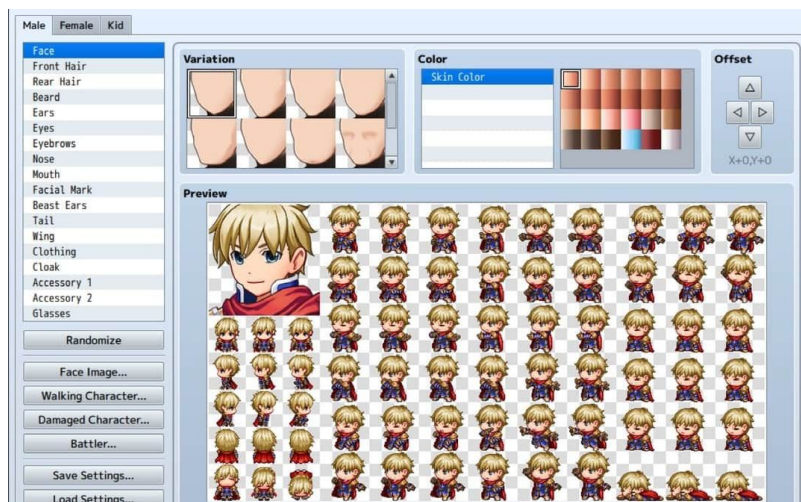 Male Female Kid
Face
Front Hair
Rear Hair
Beard
Ears
Eyes
Eyebrows
Nose
Mouth
Facial Mark
Beast Ears
Tail
Wing
Clothing
Cloak
Accessory 1
Accessory 2
Glasses
Randomize
Face Image...
Walking Character...
Damaged Character...
Battler...
Save Settings...
Load Settings...
Variation
Color
Skin Color
Offset
X+0,Y+0
Preview